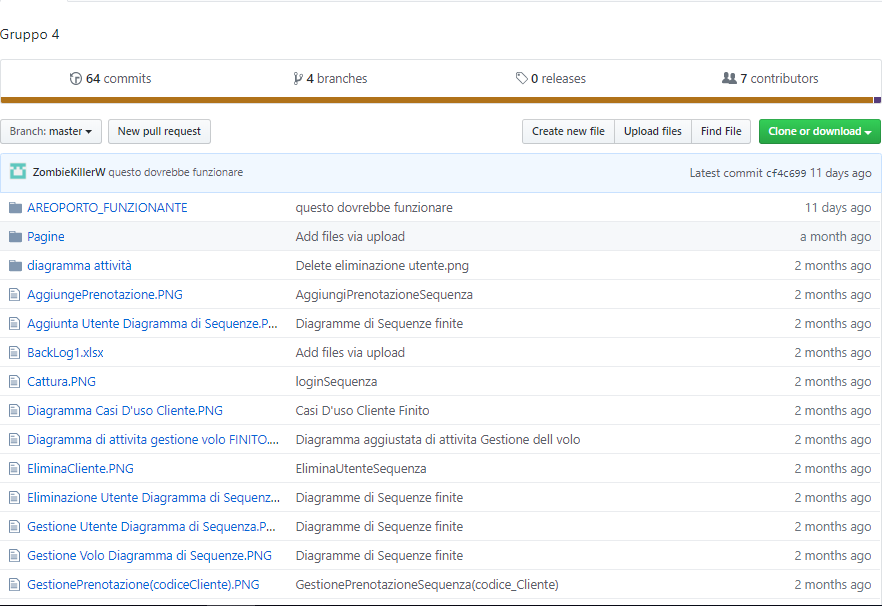 Gruppo 4
64 commits 4 branches 0 releases 7 contributors
Branch: master New pull request Create new file Upload files Find File Clone or download
ZombieKillerW questo dovrebbe funzionare Latest commit cf4c699 11 days ago
AREOPORTO_FUNZIONANTE questo dovrebbe funzionare 11 days ago
Pagine Add files via upload a month ago
diagramma attività Delete eliminazione utente.png 2 months ago
AggiungePrenotazione.PNG AggiungiPrenotazioneSequenza 2 months ago
Aggiunta Utente Diagramma di Sequenze.P... Diagramme di Sequenze finite 2 months ago
BackLog1.xlsx Add files via upload 2 months ago
Cattura.PNG loginSequenza 2 months ago
Diagramma Casi D'uso Cliente.PNG Casi D'uso Cliente Finito 2 months ago
Diagramma di attivita gestione volo FINITO.... Diagramma aggiustata di attivita Gestione dell volo 2 months ago
EliminaCliente.PNG EliminaUtenteSequenza 2 months ago
Eliminazione Utente Diagramma di Sequenz... Diagramme di Sequenze finite 2 months ago
Gestione Utente Diagramma di Sequenza.P... Diagramme di Sequenze finite 2 months ago
Gestione Volo Diagramma di Sequenze.PNG Diagramme di Sequenze finite 2 months ago
GestionePrenotazione(codiceCliente).PNG GestionePrenotazioneSequenza(codice_Cliente) 2 months ago